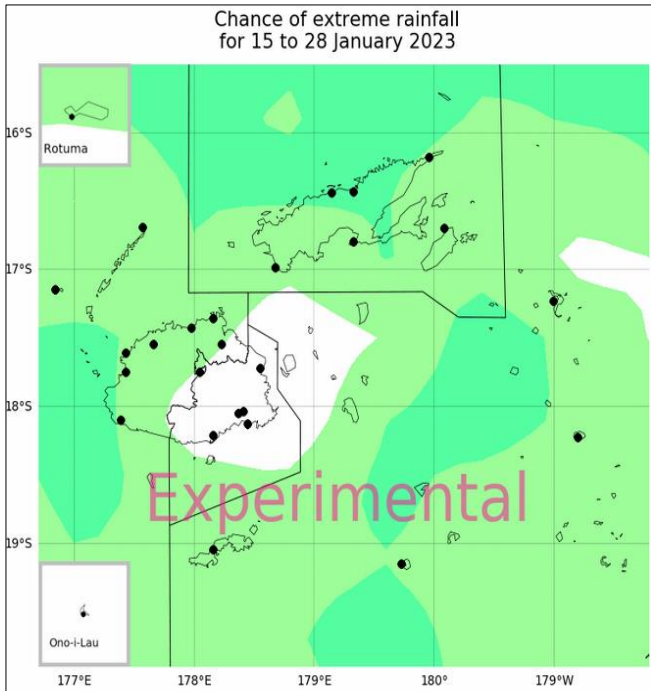 Chance of extreme rainfall
for 15 to 28 January 2023
16°S
Rotuma
17°S
18°S
Experimental
19°S
Ono-i-Lau
177°E
178°E
179°E
180°
179°W